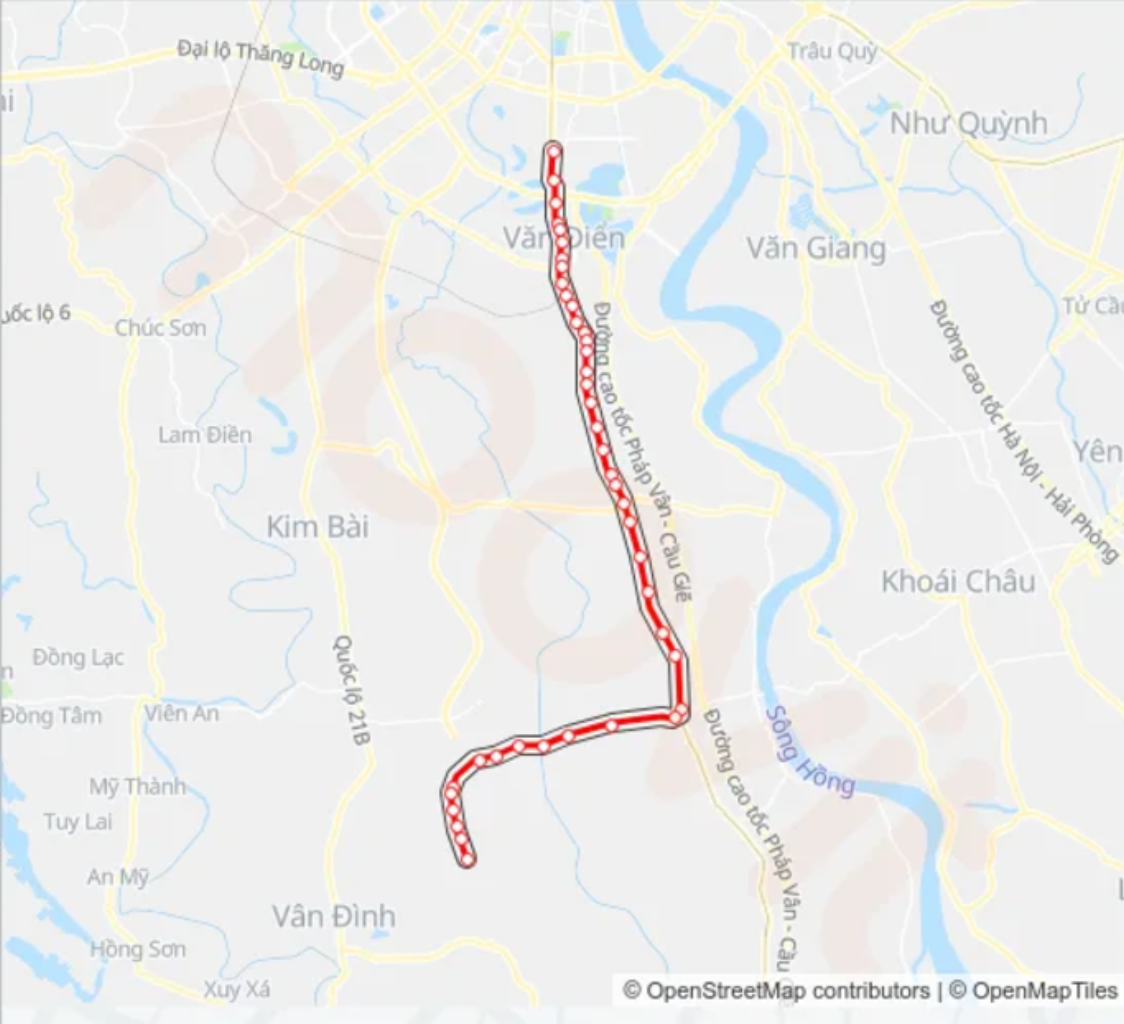 Đại lộ Thăng Long
Trâu Quỳ
Như Quỳnh
Văn Điển
Văn Giang
uốc lộ 6
Chúc Sơn
Đường cao tốc Pháp Vân - Cầu Giẽ
Đường cao tốc Hà Nội - Hải Phòng
Từ Cầu
Lam Điền
Yên
Kim Bài
Khoái Châu
Đồng Lạc
Quốc lộ 21B
Đồng Tâm
Viên An
Sông Hồng
Đường cao tốc Pháp Vân - Cầu G
Mỹ Thành
Tuy Lai
An Mỹ
Vân Đình
Hồng Sơn
Xuy Xá
© OpenStreetMap contributors | © OpenMapTiles